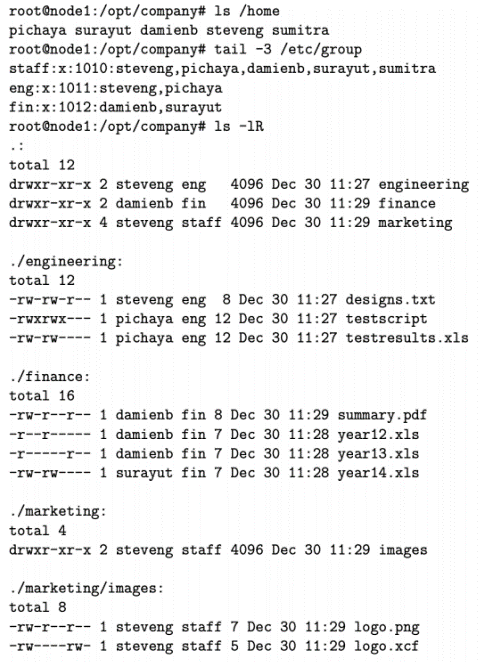 root@node1:/opt/company# ls /home
pichaya surayut damienb steveng sumitra
root@node1:/opt/company# tail -3 /etc/group
staff:x:1010:steveng,pichaya,damienb,surayut,sumitra
eng:x:1011:steveng,pichaya
fin:x:1012:damienb,surayut
root@node1:/opt/company# ls -lR
.:
total 12
drwxr-xr-x 2 steveng eng   4096 Dec 30 11:27 engineering
drwxr-xr-x 2 damienb fin   4096 Dec 30 11:29 finance
drwxr-xr-x 4 steveng staff 4096 Dec 30 11:29 marketing

./engineering:
total 12
-rw-rw-r-- 1 steveng eng  8 Dec 30 11:27 designs.txt
-rwxrwx--- 1 pichaya eng 12 Dec 30 11:27 testscript
-rw-rw---- 1 pichaya eng 12 Dec 30 11:27 testresults.xls

./finance:
total 16
-rw-r--r-- 1 damienb fin 8 Dec 30 11:29 summary.pdf
-r--r----- 1 damienb fin 7 Dec 30 11:28 year12.xls
-r-----r-- 1 damienb fin 7 Dec 30 11:28 year13.xls
-rw-rw---- 1 surayut fin 7 Dec 30 11:28 year14.xls

./marketing:
total 4
drwxr-xr-x 2 steveng staff 4096 Dec 30 11:29 images

./marketing/images:
total 8
-rw-r--r-- 1 steveng staff 7 Dec 30 11:29 logo.png
-rw----rw- 1 steveng staff 5 Dec 30 11:29 logo.xcf